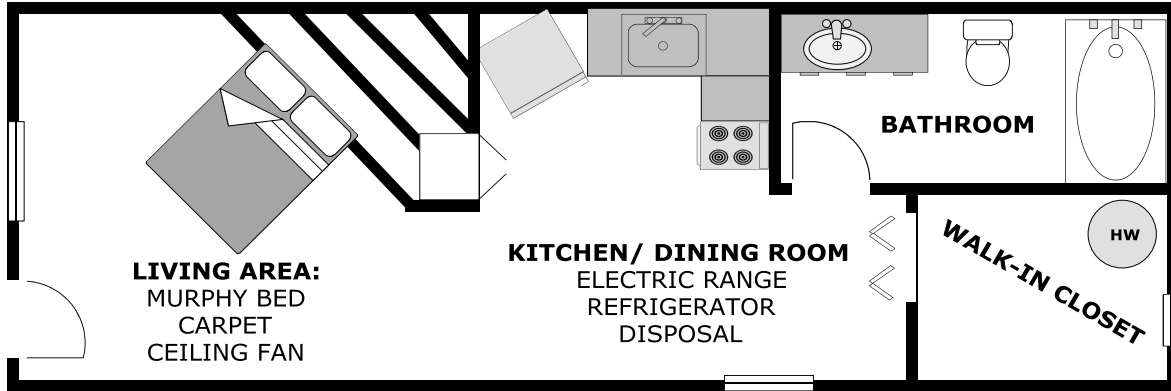 BATHROOM
LIVING AREA:
MURPHY BED
CARPET
CEILING FAN
KITCHEN/ DINING ROOM
ELECTRIC RANGE
REFRIGERATOR
DISPOSAL
WALK-IN CLOSET
HW